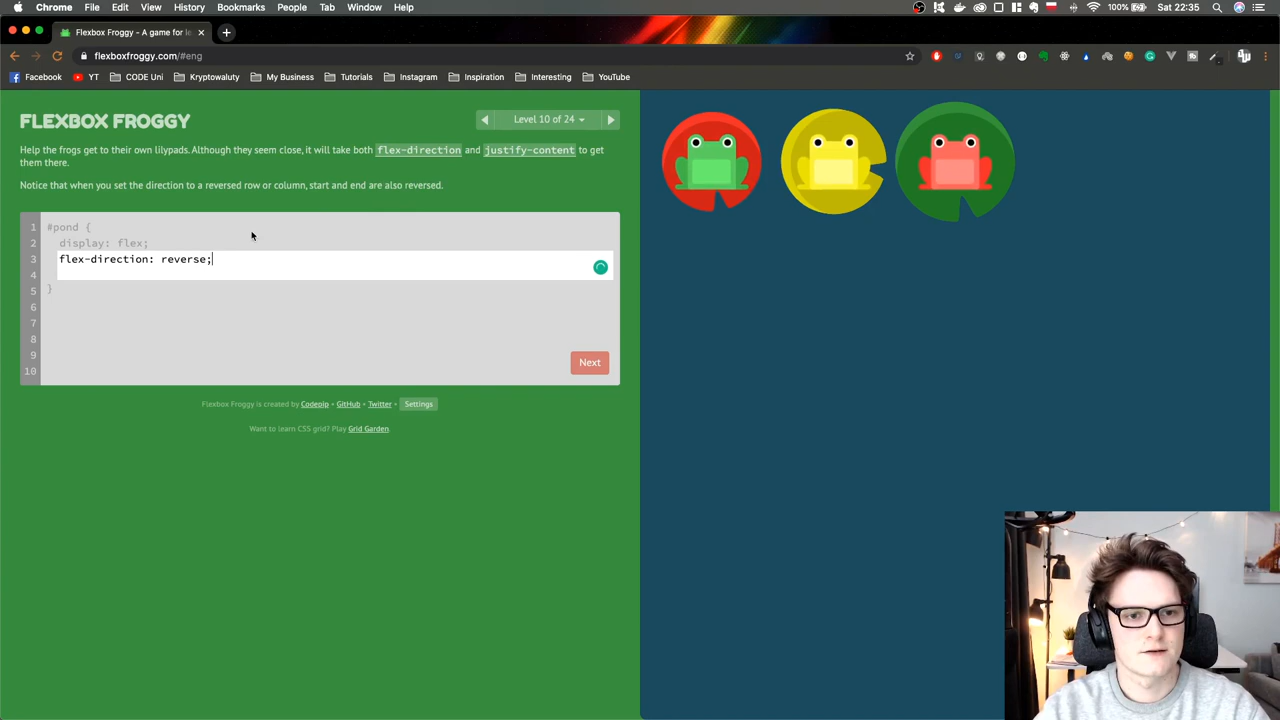 Chrome File Edit View History Bookmarks People Tab Window Help 100% Sat 22:35
Flexbox Froggy - A game for le
flexboxfroggy.com/#eng
Facebook YT CODE Uni Kryptowaluty My Business Tutorials Instagram Inspiration Interesting YouTube
FLEXBOX FROGGY
Level 10 of 24
Help the frogs get to their own lilypads. Although they seem close, it will take both flex-direction and justify-content to get
them there.
Notice that when you set the direction to a reversed row or column, start and end are also reversed.
1 #pond {
2 display: flex;
3 flex-direction: reverse;
4
5 }
6
7
8
9
10
Next
Flexbox Froggy is created by Codepip • GitHub • Twitter • Settings
Want to learn CSS grid? Play Grid Garden.